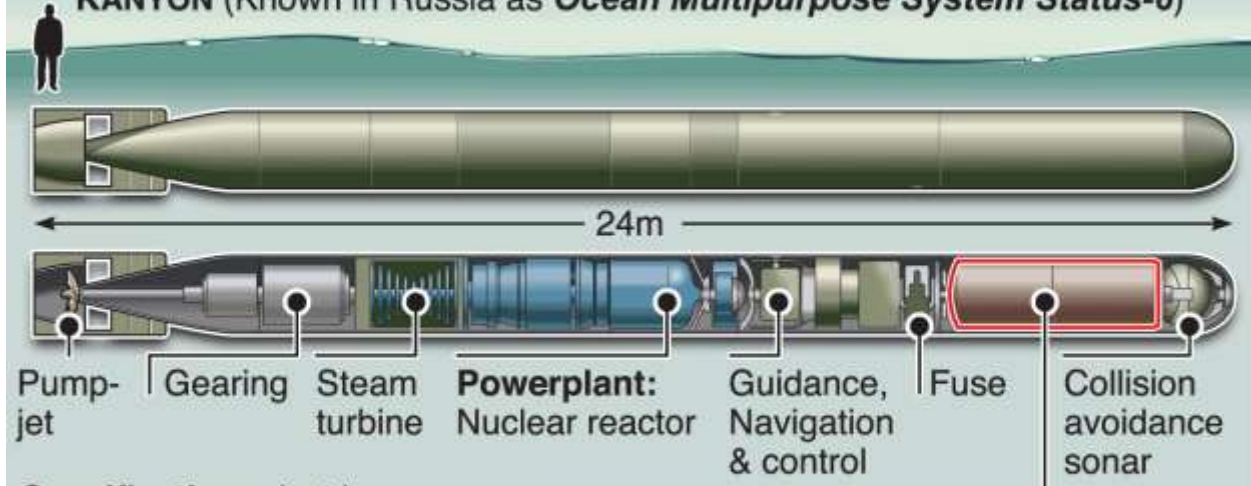 KANYON (Known in Russia as Ocean Multipurpose System Status-6)
24m
Pump-
jet
Gearing
Steam
turbine
Powerplant:
Nuclear reactor
Guidance,
Navigation
& control
Fuse
Collision
avoidance
sonar